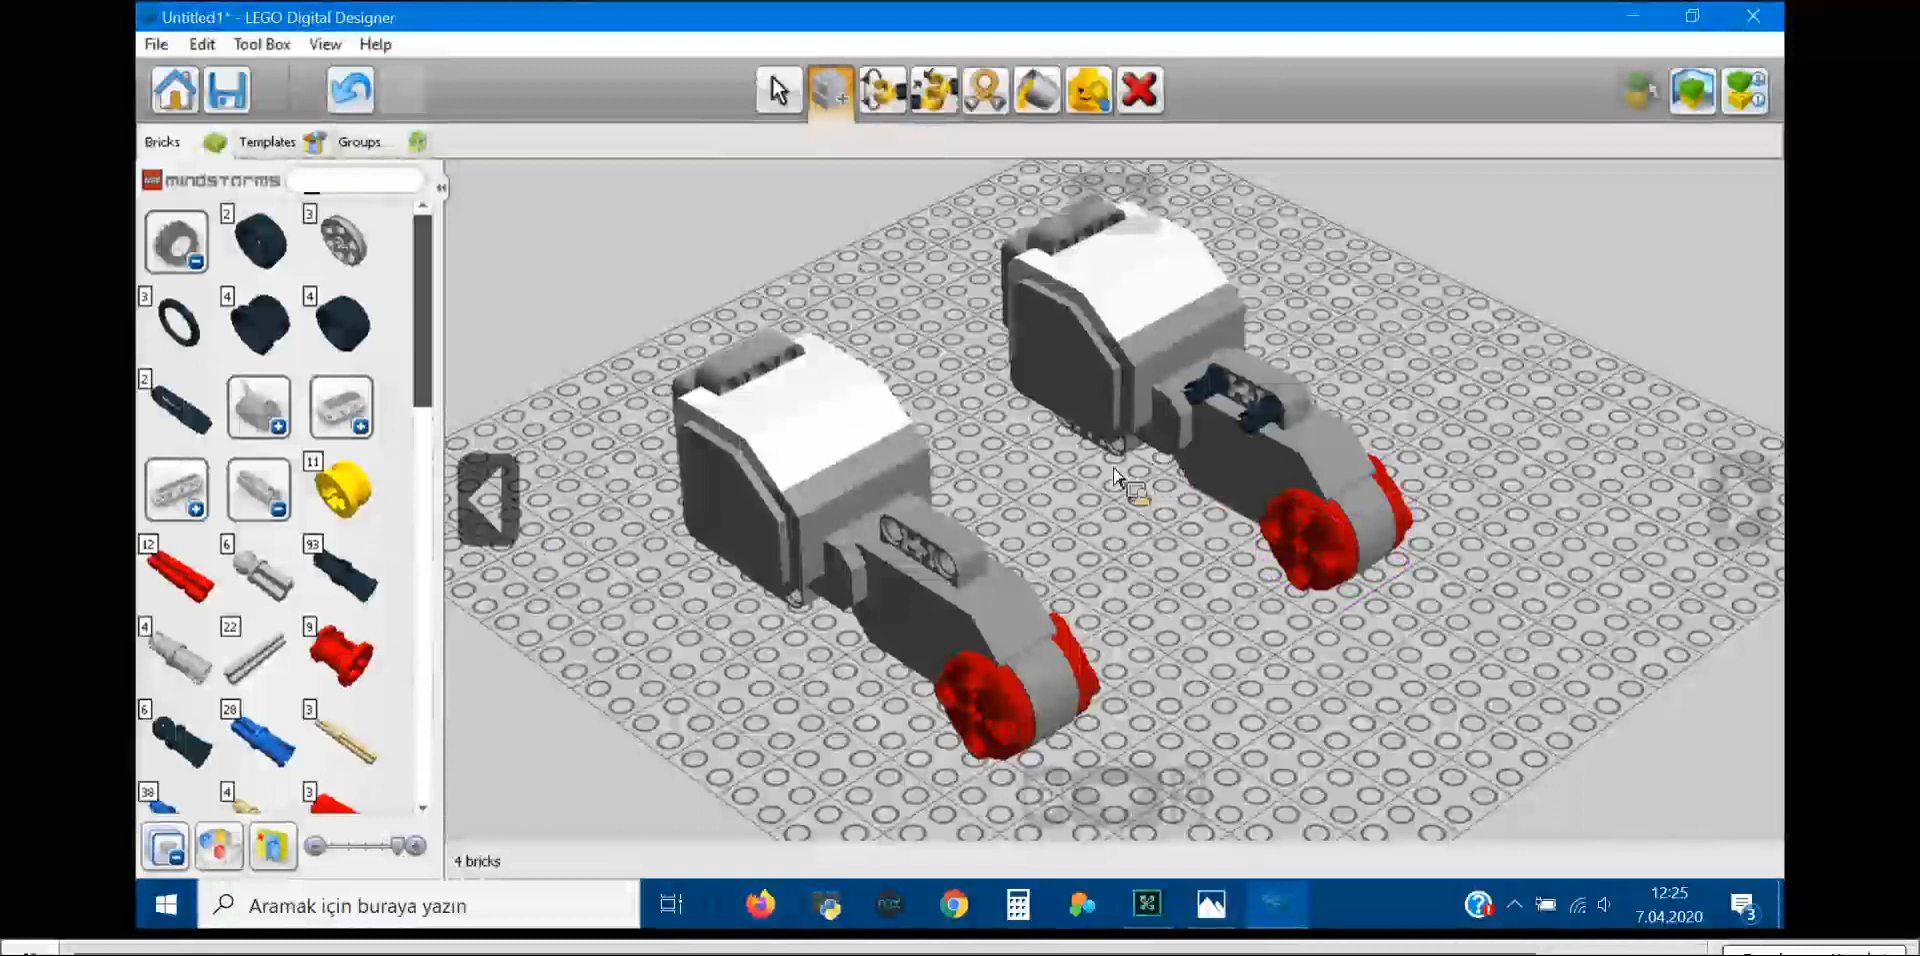 Untitled1* - LEGO Digital Designer
File Edit Tool Box View Help
Bricks Templates Groups
mindstorms
2 3
3 4 4
2
11
12 6 93
4 22 9
6 28 3
38 4 3
4 bricks
Aramak için buraya yazın
12:25
7.04.2020
3